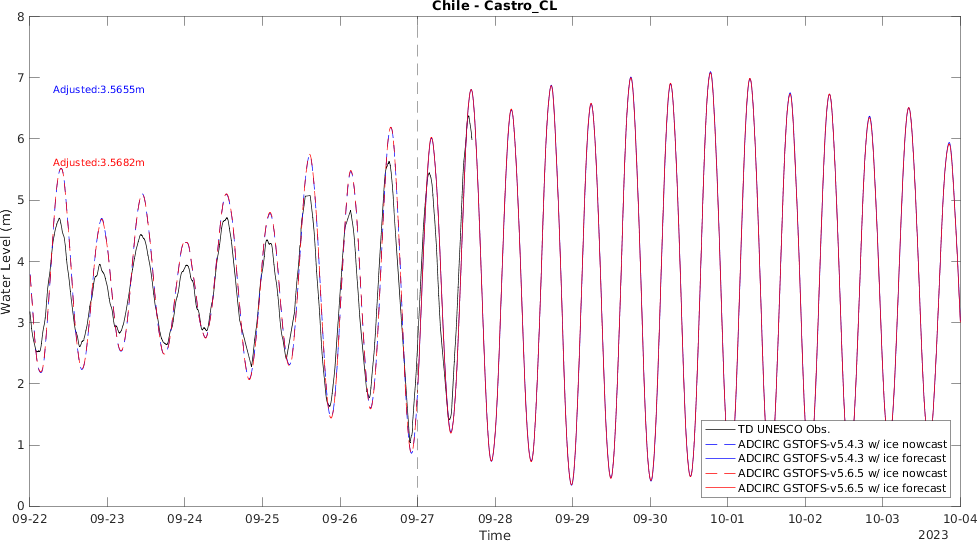 Chile - Castro_CL
8
7
6
5
4
3
2
1
0
Water Level (m)
Adjusted:3.5655m
Adjusted:3.5682m
TD UNESCO Obs.
ADCIRC GSTOFS-v5.4.3 w/ ice nowcast
ADCIRC GSTOFS-v5.4.3 w/ ice forecast
ADCIRC GSTOFS-v5.6.5 w/ ice nowcast
ADCIRC GSTOFS-v5.6.5 w/ ice forecast
09-22 09-23 09-24 09-25 09-26 09-27 09-28 09-29 09-30 10-01 10-02 10-03 10-04
Time
2023